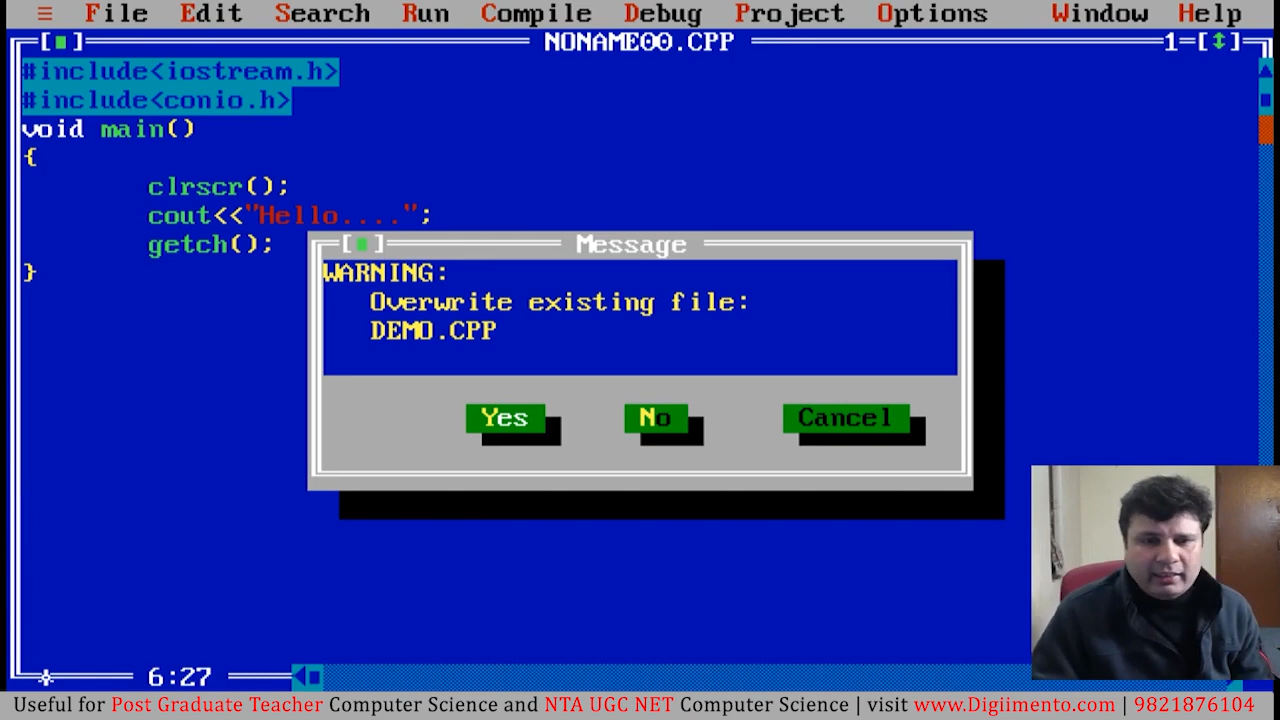 ≡ File Edit Search Run Compile Debug Project Options Window Help
[■] NONAME00.CPP 1=[↕]
#include<iostream.h>
#include<conio.h>
void main()
{
clrscr();
cout<<"Hello....";
getch();
}
[■] Message
WARNING:
Overwrite existing file:
DEMO.CPP
Yes No Cancel
6:27
Useful for Post Graduate Teacher Computer Science and NTA UGC NET Computer Science | visit www.Digiimento.com | 9821876104